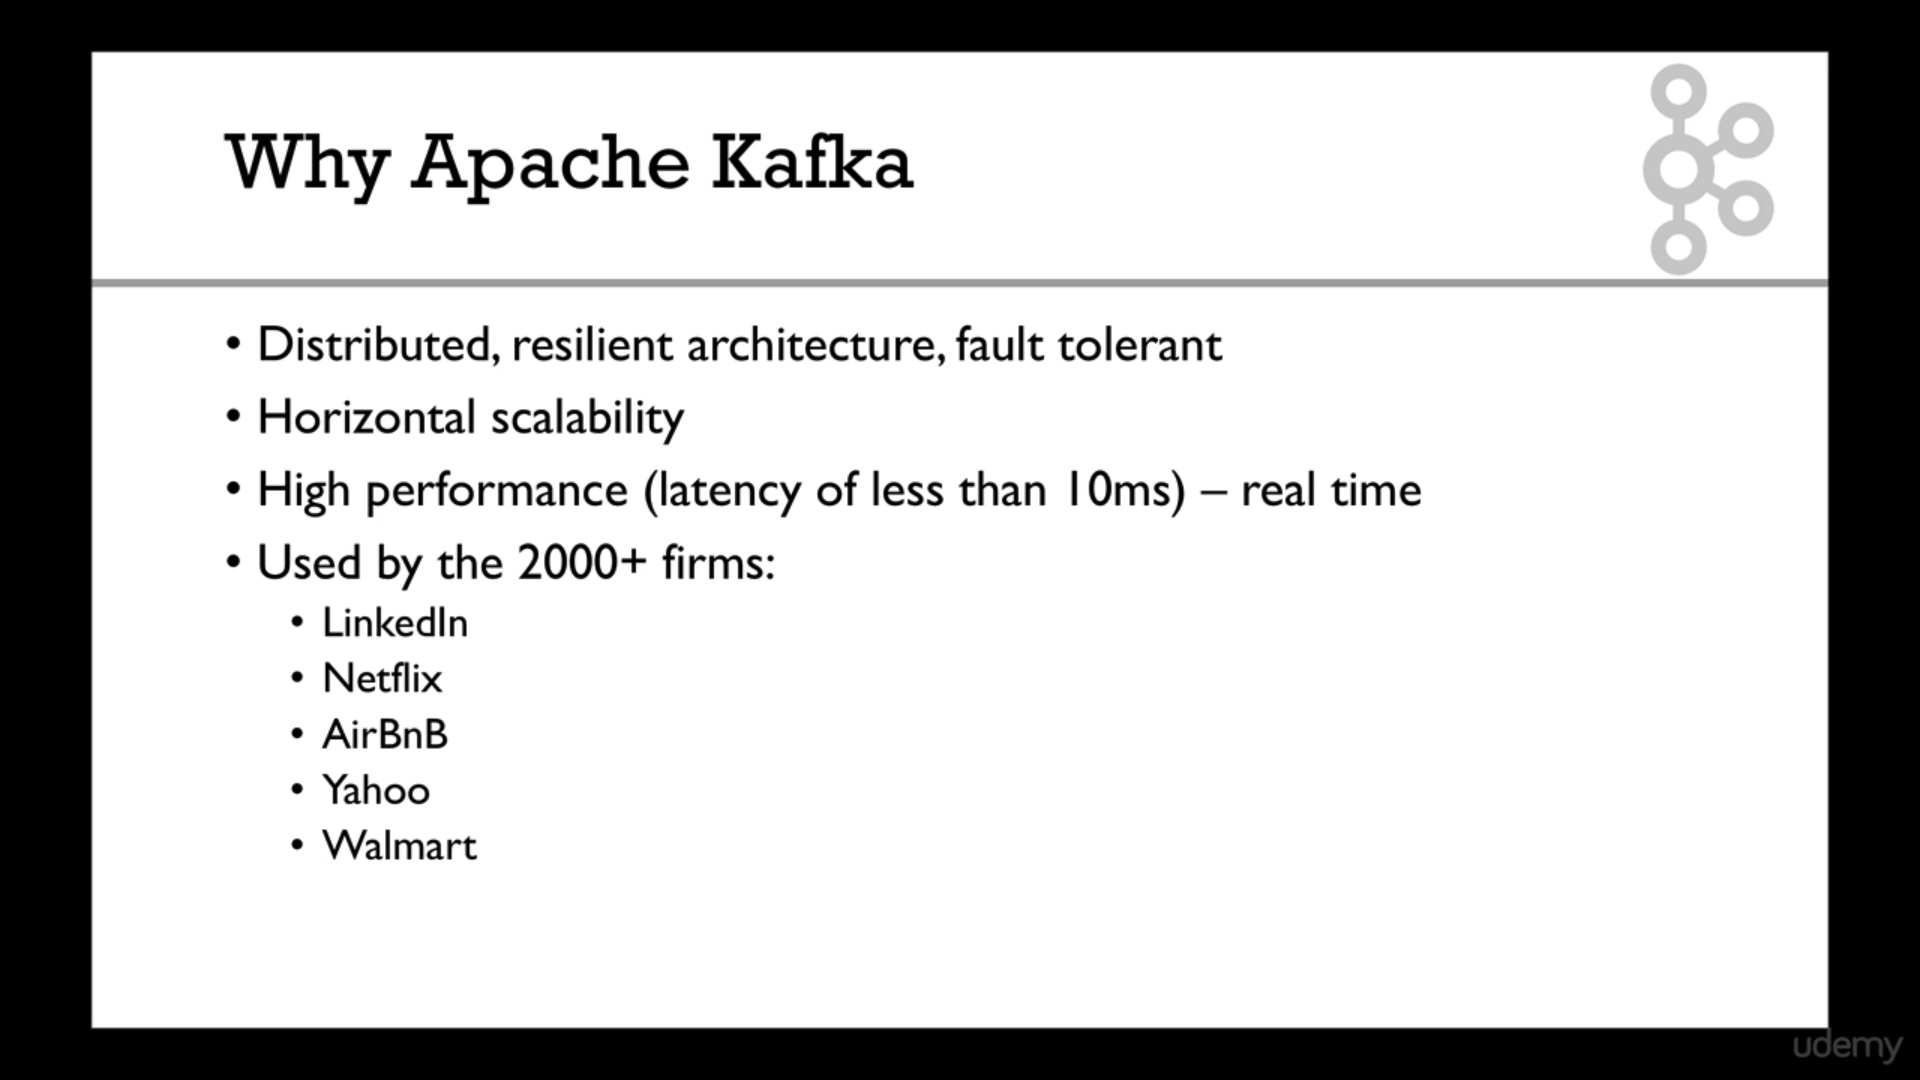 Why Apache Kafka
• Distributed, resilient architecture, fault tolerant
• Horizontal scalability
• High performance (latency of less than 10ms) – real time
• Used by the 2000+ firms:
• LinkedIn
• Netflix
• AirBnB
• Yahoo
• Walmart
udemy